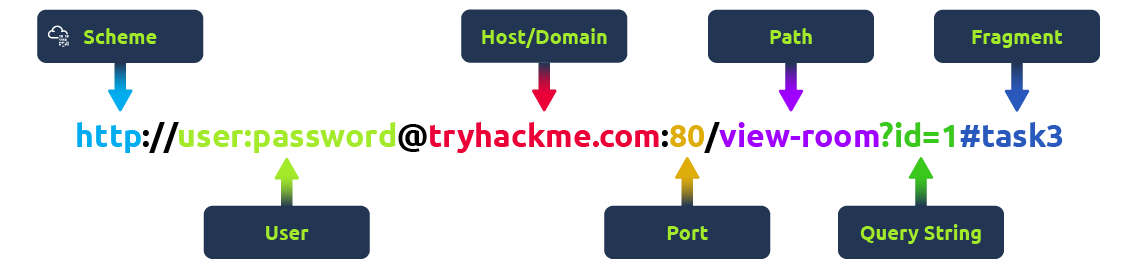 Scheme
Host/Domain
Path
Fragment
http://user:password@tryhackme.com:80/view-room?id=1#task3
User
Port
Query String